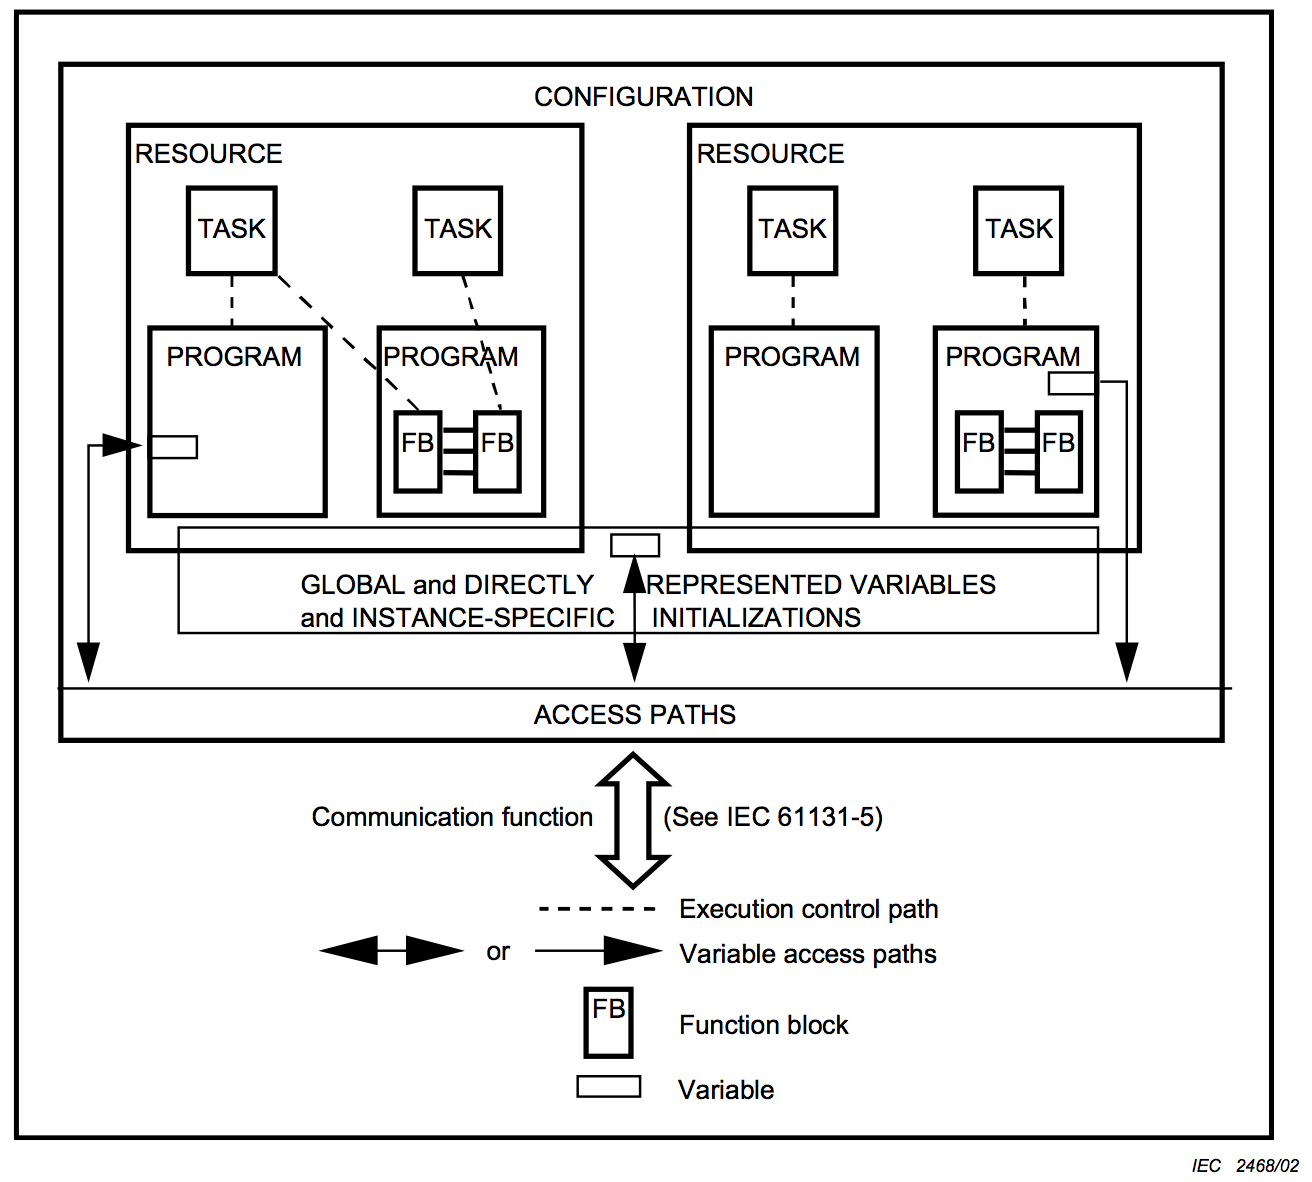 CONFIGURATION
RESOURCE
RESOURCE
TASK
TASK
TASK
TASK
PROGRAM
PROGRAM
PROGRAM
PROGRAM
FB
FB
FB
FB
GLOBAL and DIRECTLY REPRESENTED VARIABLES
and INSTANCE-SPECIFIC INITIALIZATIONS
ACCESS PATHS
Communication function (See IEC 61131-5)
Execution control path
or Variable access paths
FB
Function block
Variable
IEC 2468/02